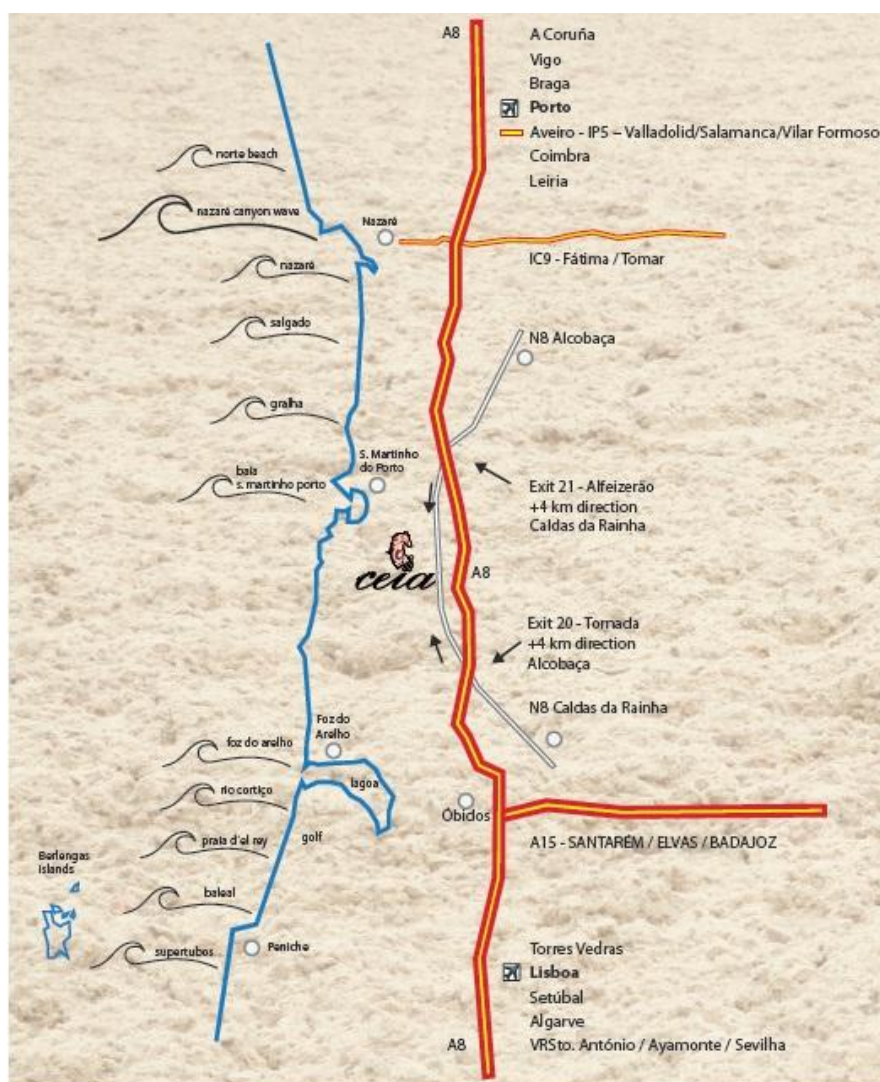 A8
A Coruña
Vigo
Braga
Porto
Aveiro - IP5 – Valladolid/Salamanca/Vilar Formoso
Coimbra
Leiria
norte beach
nazaré canyon wave
Nazaré
nazaré
IC9 - Fátima / Tomar
salgado
N8 Alcobaça
gralha
S. Martinho
do Porto
baía
s. martinho porto
Exit 21 - Alfeizerão
+4 km direction
Caldas da Rainha
ceia
A8
Exit 20 - Tornada
+4 km direction
Alcobaça
N8 Caldas da Rainha
Foz do
Arelho
foz do arelho
lagoa
rio cortiço
Óbidos
golf
praia d'el rey
A15 - SANTARÉM / ELVAS / BADAJOZ
Berlengas
islands
baleal
Peniche
supertubos
Torres Vedras
Lisboa
Setúbal
Algarve
A8
VRSto. António / Ayamonte / Sevilha